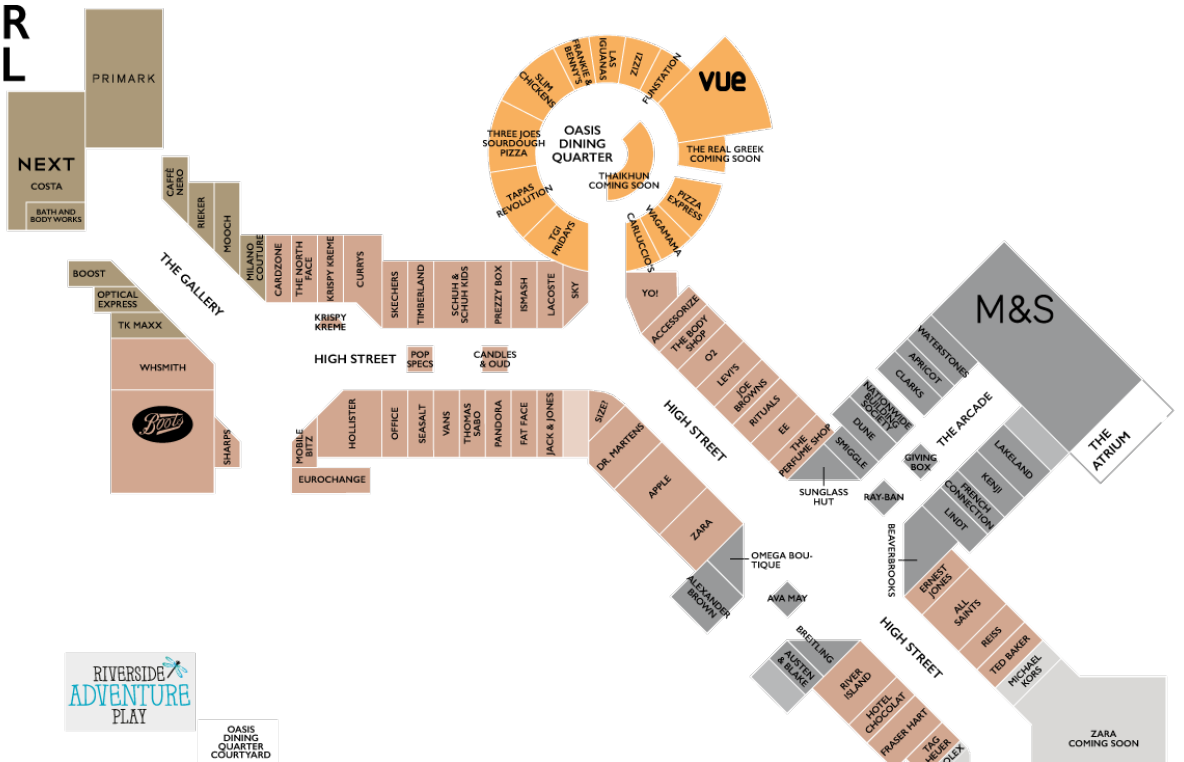 R
L
PRIMARK
NEXT
COSTA
BATH AND
BODY WORKS
CAFFÈ
NERO
RIEKER
MOOCH
MILANO
COUTURE
THE GALLERY
BOOST
OPTICAL
EXPRESS
TK MAXX
WHSMITH
Boots
SHARPS
CARDZONE
THE NORTH
FACE
KRISPY KREME
CURRYS
SKECHERS
TIMBERLAND
SCHUH &
SCHUH KIDS
PREZZY BOX
ISMASH
LACOSTE
SKY
KRISPY
KREME
HIGH STREET
POP
SPECS
CANDLES
& OUD
MOBILE
BITZ
EUROCHANGE
HOLLISTER
OFFICE
SEASALT
VANS
THOMAS
SABO
PANDORA
FAT FACE
JACK & JONES
SIZE?
DR. MARTENS
APPLE
ZARA
OMEGA BOU-
TIQUE
ALEXANDER
BROWN
OASIS
DINING
QUARTER
TGI
FRIDAYS
TAPAS
REVOLUTION
THREE JOES
SOURDOUGH
PIZZA
SLIM
CHICKENS
FRANKIE &
BENNY'S
LAS
IGUANAS
ZIZZI
FUNSTATION
vue
THE REAL GREEK
COMING SOON
THAIKHUN
COMING SOON
PIZZA
EXPRESS
WAGAMAMA
CARLUCCIO'S
YO!
ACCESSORIZE
THE BODY
SHOP
O2
LEVI'S
JOE
BROWNS
RITUALS
EE
THE
PERFUME SHOP
HIGH STREET
SUNGLASS
HUT
SMIGGLE
DUNE
NATIONWIDE
BUILDING
SOCIETY
CLARKS
APRICOT
WATERSTONES
M&S
THE ARCADE
THE
ATRIUM
GIVING
BOX
RAY-BAN
LAKELAND
KENJI
FRENCH
CONNECTION
LINDT
BEAVERBROOKS
ERNEST
JONES
ALL
SAINTS
REISS
TED BAKER
MICHAEL
KORS
ZARA
COMING SOON
AVA MAY
HIGH STREET
BREITLING
AUSTEN
& BLAKE
RIVER
ISLAND
HOTEL
CHOCOLAT
FRASER HART
TAG
HEUER
RIVERSIDE
ADVENTURE
PLAY
OASIS
DINING
QUARTER
COURTYARD